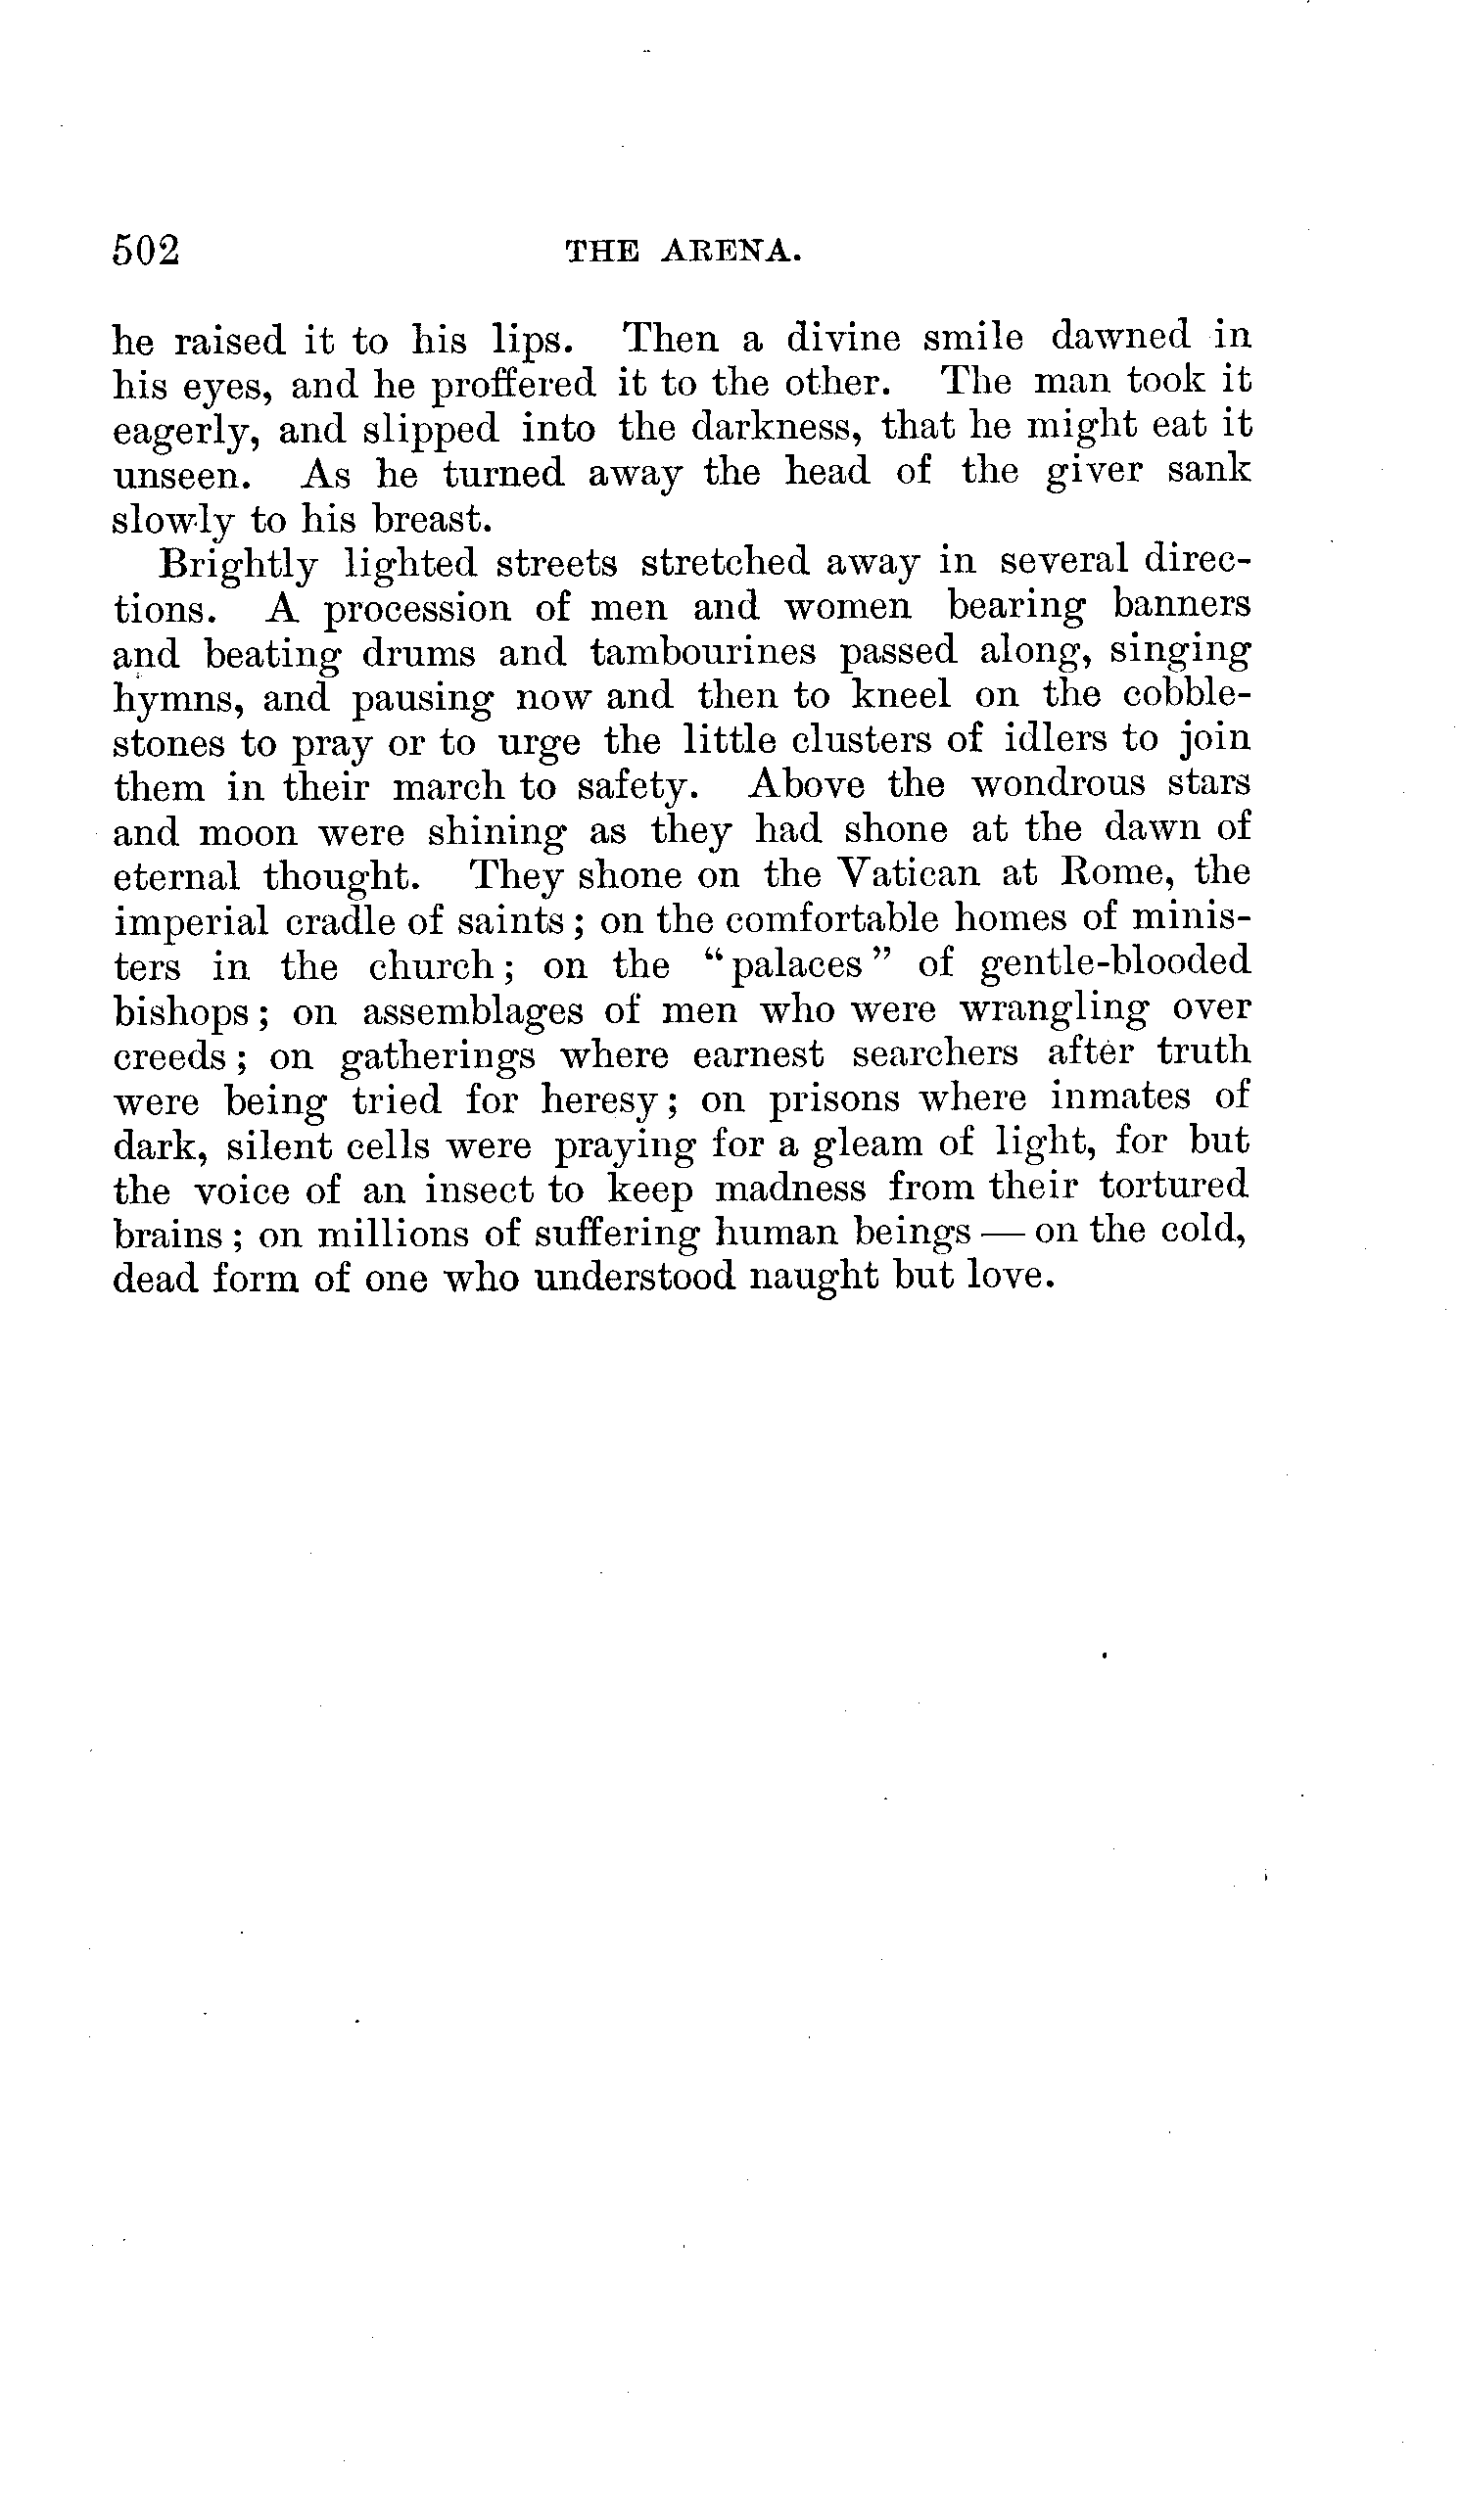 502 THE ARENA.
he raised it to his lips. Then a divine smile dawned in
his eyes, and he proffered it to the other. The man took it
eagerly, and slipped into the darkness, that he might eat it
unseen. As he turned away the head of the giver sank
slowly to his breast.
Brightly lighted streets stretched away in several direc-
tions. A procession of men and women bearing banners
and beating drums and tambourines passed along, singing
hymns, and pausing now and then to kneel on the cobble-
stones to pray or to urge the little clusters of idlers to join
them in their march to safety. Above the wondrous stars
and moon were shining as they had shone at the dawn of
eternal thought. They shone on the Vatican at Rome, the
imperial cradle of saints; on the comfortable homes of minis-
ters in the church; on the “palaces” of gentle-blooded
bishops; on assemblages of men who were wrangling over
creeds; on gatherings where earnest searchers after truth
were being tried for heresy; on prisons where inmates of
dark, silent cells were praying for a gleam of light, for but
the voice of an insect to keep madness from their tortured
brains; on millions of suffering human beings — on the cold,
dead form of one who understood naught but love.